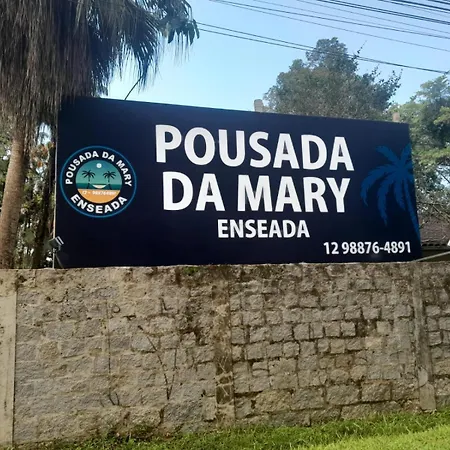 POUSADA
DA MARY
ENSEADA
12 98876-4891
POUSADA DA MARY
ENSEADA